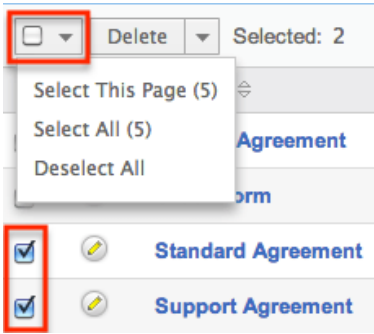 Delete Selected: 2
Select This Page (5)
Select All (5)
Agreement
Deselect All
orm
Standard Agreement
Support Agreement